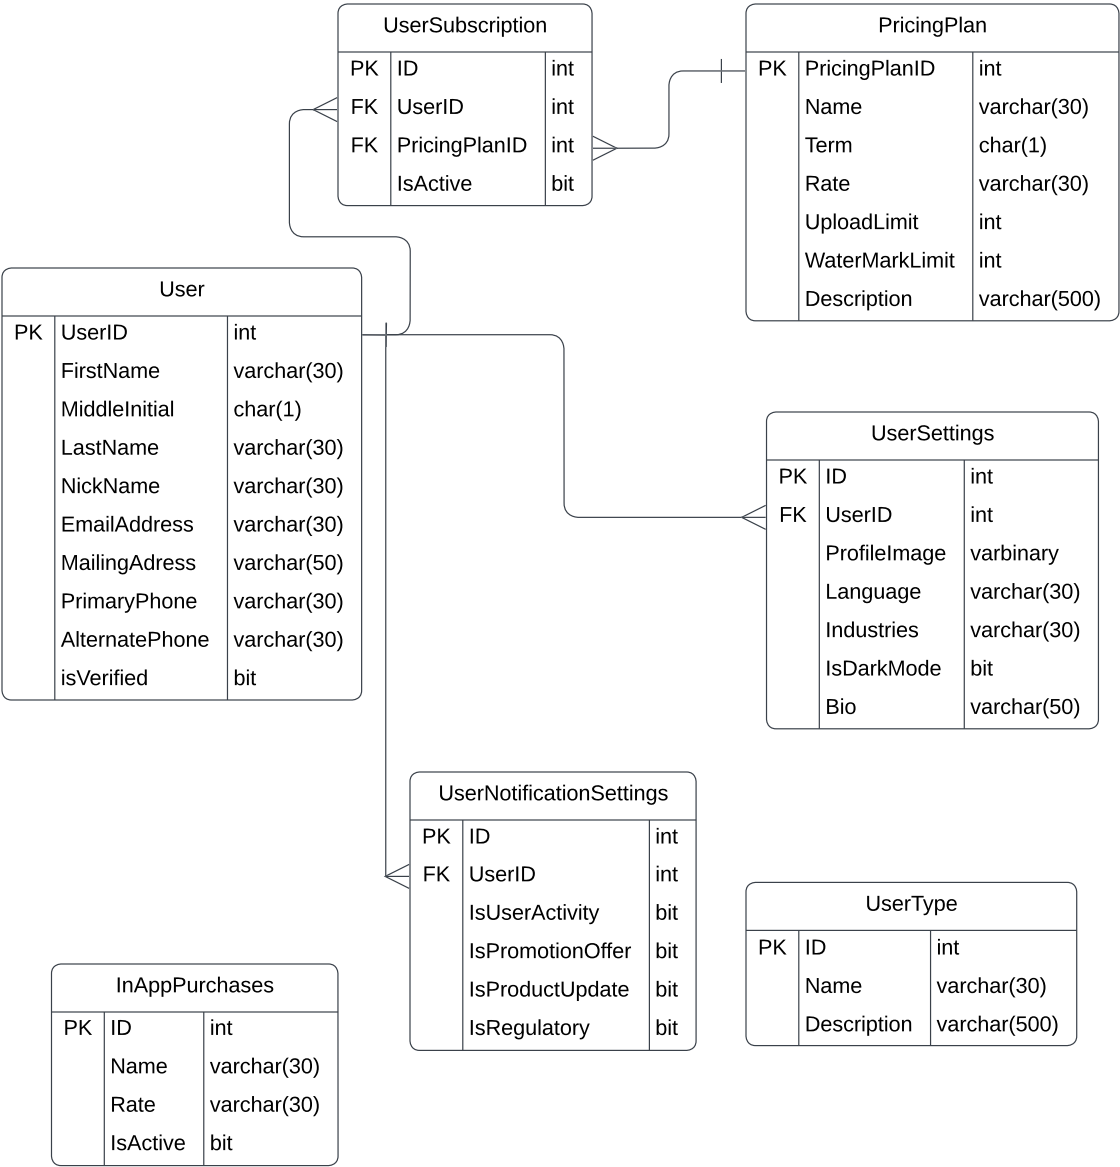 UserSubscription
PK ID int
FK UserID int
FK PricingPlanID int
IsActive bit
PricingPlan
PK PricingPlanID int
Name varchar(30)
Term char(1)
Rate varchar(30)
UploadLimit int
WaterMarkLimit int
Description varchar(500)
User
PK UserID int
FirstName varchar(30)
MiddleInitial char(1)
LastName varchar(30)
NickName varchar(30)
EmailAddress varchar(30)
MailingAdress varchar(50)
PrimaryPhone varchar(30)
AlternatePhone varchar(30)
isVerified bit
UserSettings
PK ID int
FK UserID int
ProfileImage varbinary
Language varchar(30)
Industries varchar(30)
IsDarkMode bit
Bio varchar(50)
UserNotificationSettings
PK ID int
FK UserID int
IsUserActivity bit
IsPromotionOffer bit
IsProductUpdate bit
IsRegulatory bit
UserType
PK ID int
Name varchar(30)
Description varchar(500)
InAppPurchases
PK ID int
Name varchar(30)
Rate varchar(30)
IsActive bit